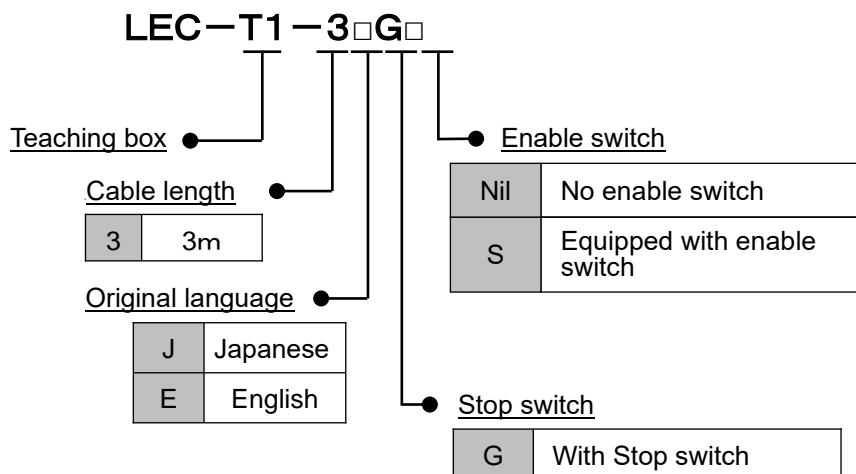 LEC－T1－3□G□
Teaching box
Enable switch
Nil No enable switch
S Equipped with enable
switch
Cable length
3 3m
Original language
J Japanese
E English
Stop switch
G With Stop switch